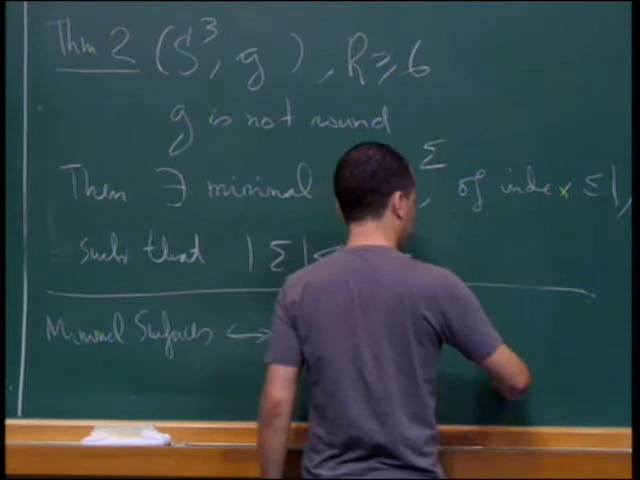 Thm 2 (S³, g), R ≥ 6
g is not round
Then ∃ minimal Σ, of index ≤ 1,
such that |Σ| <
Minimal Surfaces ↔